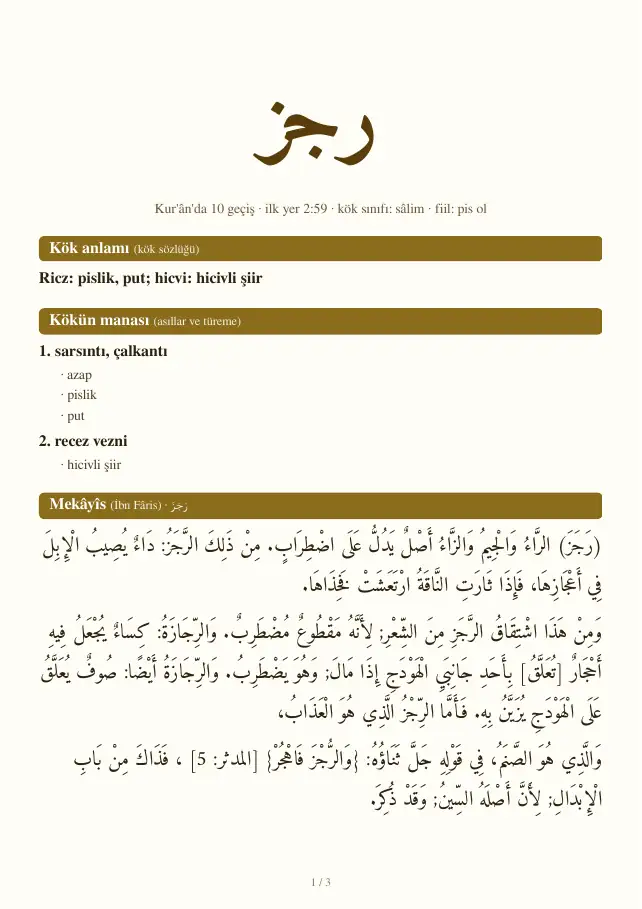 رجز
Kur'ân'da 10 geçiş · ilk yer 2:59 · kök sınıfı: sâlim · fiil: pis ol
Kök anlamı (kök sözlüğü)
Ricz: pislik, put; hicvi: hicivli şiir
Kökün manası (asıllar ve türeme)
1. sarsıntı, çalkantı
· azap
· pislik
· put
2. recez vezni
· hicivli şiir
Mekâyîs (İbn Fâris) · رَجَزَ
(رَجَزَ) الرَّاءُ وَالْجِيمُ وَالزَّاءُ أَصْلٌ يَدُلُّ عَلَى اضْطِرَابٍ. مِنْ ذَلِكَ الرَّجَزُ: دَاءٌ يُصِيبُ الْإِبِلَ
فِي أَعْجَازِهَا، فَإِذَا ثَارَتِ النَّاقَةُ ارْتَعَشَتْ فَخِذَاهَا.
وَمِنْ هَذَا اشْتِقَاقُ الرَّجَزِ مِنَ الشِّعْرِ; لِأَنَّهُ مَقْطُوعٌ مُضْطَرِبٌ. وَالرِّجَازَةُ: كِسَاءٌ يُجْعَلُ فِيهِ
أَحْجَارٌ [تُعَلَّقُ] بِأَحَدِ جَانِبَيِ الْهَوْدَجِ إِذَا مَالَ; وَهُوَ يَضْطَرِبُ. وَالرِّجَازَةُ أَيْضًا: صُوفٌ يُعَلَّقُ
عَلَى الْهَوْدَجِ يُزَيَّنُ بِهِ. فَأَمَّا الرِّجْزُ الَّذِي هُوَ الْعَذَابُ،
وَالَّذِي هُوَ الصَّنَمُ، فِي قَوْلِهِ جَلَّ ثَنَاؤُهُ: {وَالرُّجْزَ فَاهْجُرْ} [المدثر: 5] ، فَذَاكَ مِنْ بَابِ
الْإِبْدَالِ; لِأَنَّ أَصْلَهُ السِّينُ; وَقَدْ ذُكِرَ.
1 / 3